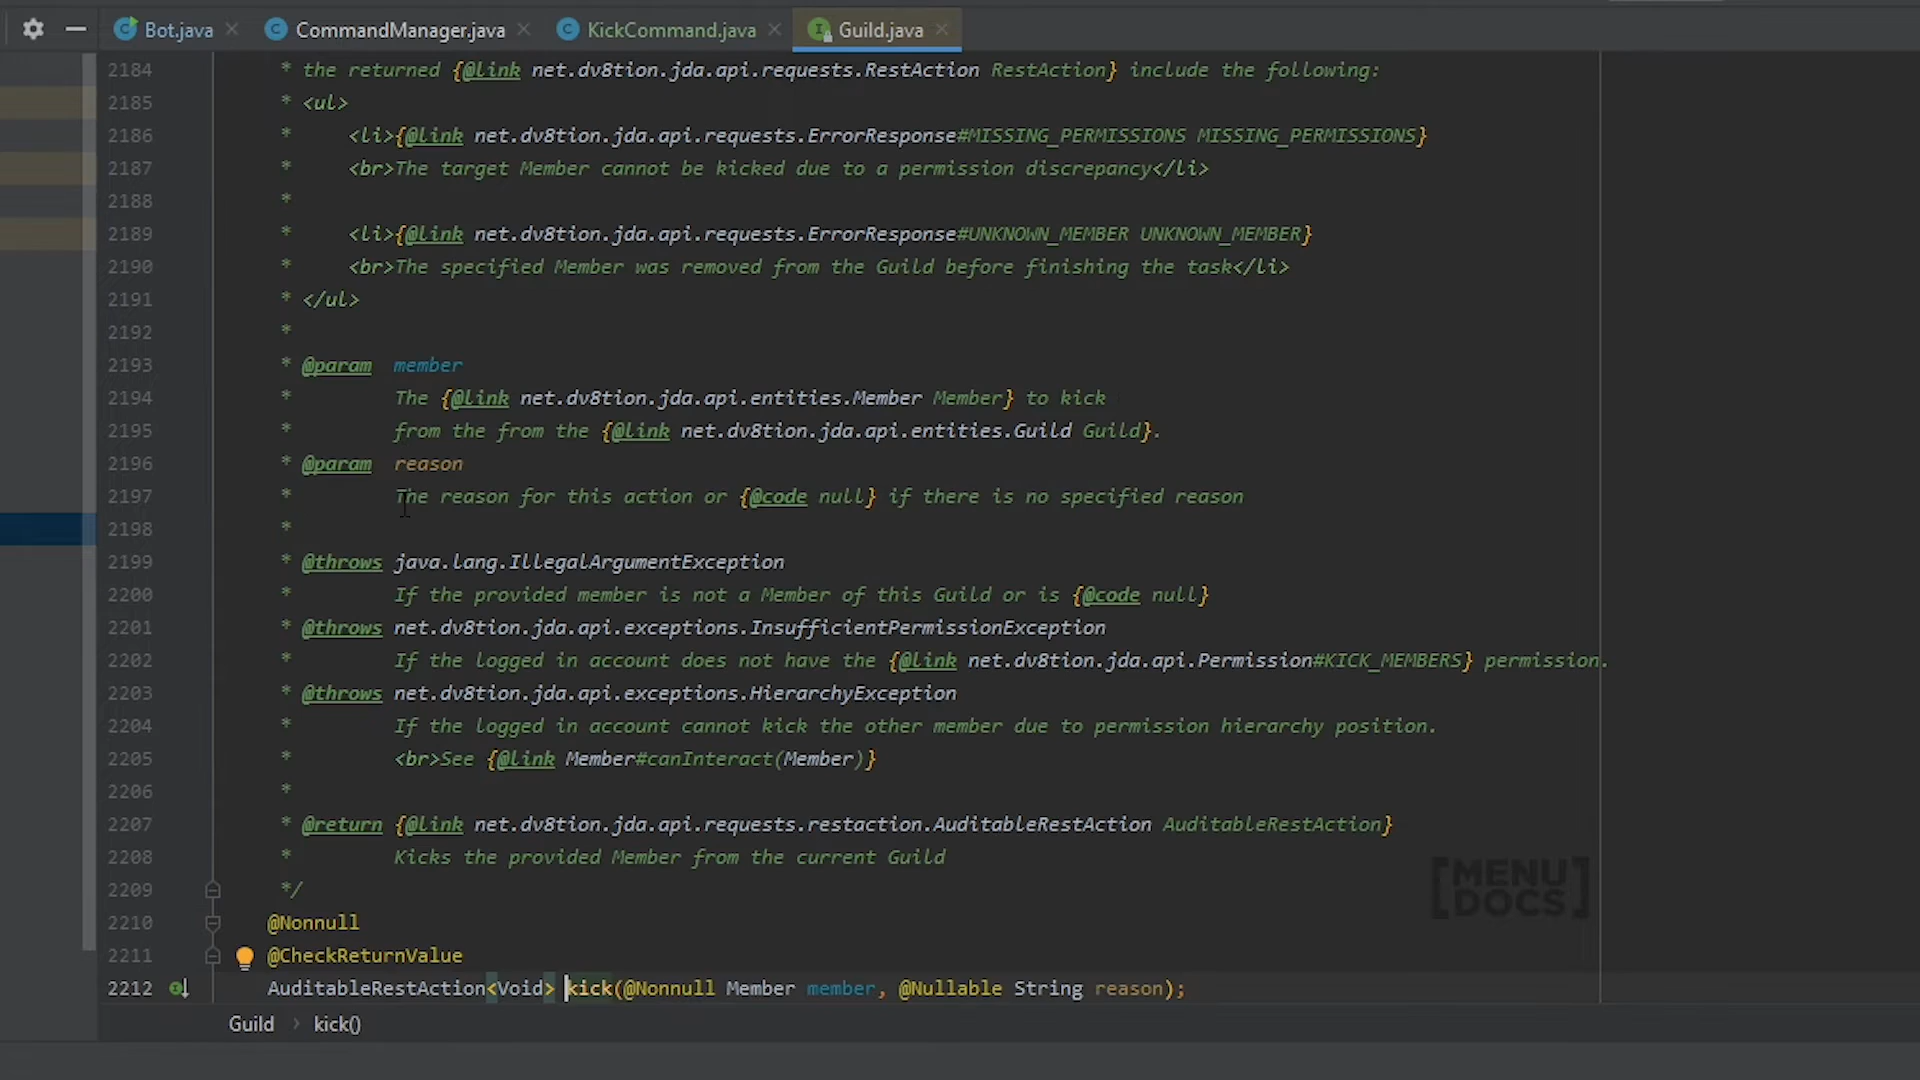 Bot.java CommandManager.java KickCommand.java Guild.java
2184 * the returned {@link net.dv8tion.jda.api.requests.RestAction RestAction} include the following:
2185 * <ul>
2186 * <li>{@link net.dv8tion.jda.api.requests.ErrorResponse#MISSING_PERMISSIONS MISSING_PERMISSIONS}
2187 * <br>The target Member cannot be kicked due to a permission discrepancy</li>
2188 *
2189 * <li>{@link net.dv8tion.jda.api.requests.ErrorResponse#UNKNOWN_MEMBER UNKNOWN_MEMBER}
2190 * <br>The specified Member was removed from the Guild before finishing the task</li>
2191 * </ul>
2192 *
2193 * @param member
2194 * The {@link net.dv8tion.jda.api.entities.Member Member} to kick
2195 * from the from the {@link net.dv8tion.jda.api.entities.Guild Guild}.
2196 * @param reason
2197 * The reason for this action or {@code null} if there is no specified reason
2198 *
2199 * @throws java.lang.IllegalArgumentException
2200 * If the provided member is not a Member of this Guild or is {@code null}
2201 * @throws net.dv8tion.jda.api.exceptions.InsufficientPermissionException
2202 * If the logged in account does not have the {@link net.dv8tion.jda.api.Permission#KICK_MEMBERS} permission.
2203 * @throws net.dv8tion.jda.api.exceptions.HierarchyException
2204 * If the logged in account cannot kick the other member due to permission hierarchy position.
2205 * <br>See {@link Member#canInteract(Member)}
2206 *
2207 * @return {@link net.dv8tion.jda.api.requests.restaction.AuditableRestAction AuditableRestAction}
2208 * Kicks the provided Member from the current Guild
2209 */
2210 @Nonnull
2211 @CheckReturnValue
2212 AuditableRestAction<Void> kick(@Nonnull Member member, @Nullable String reason);
[MENU DOCS]
Guild › kick()